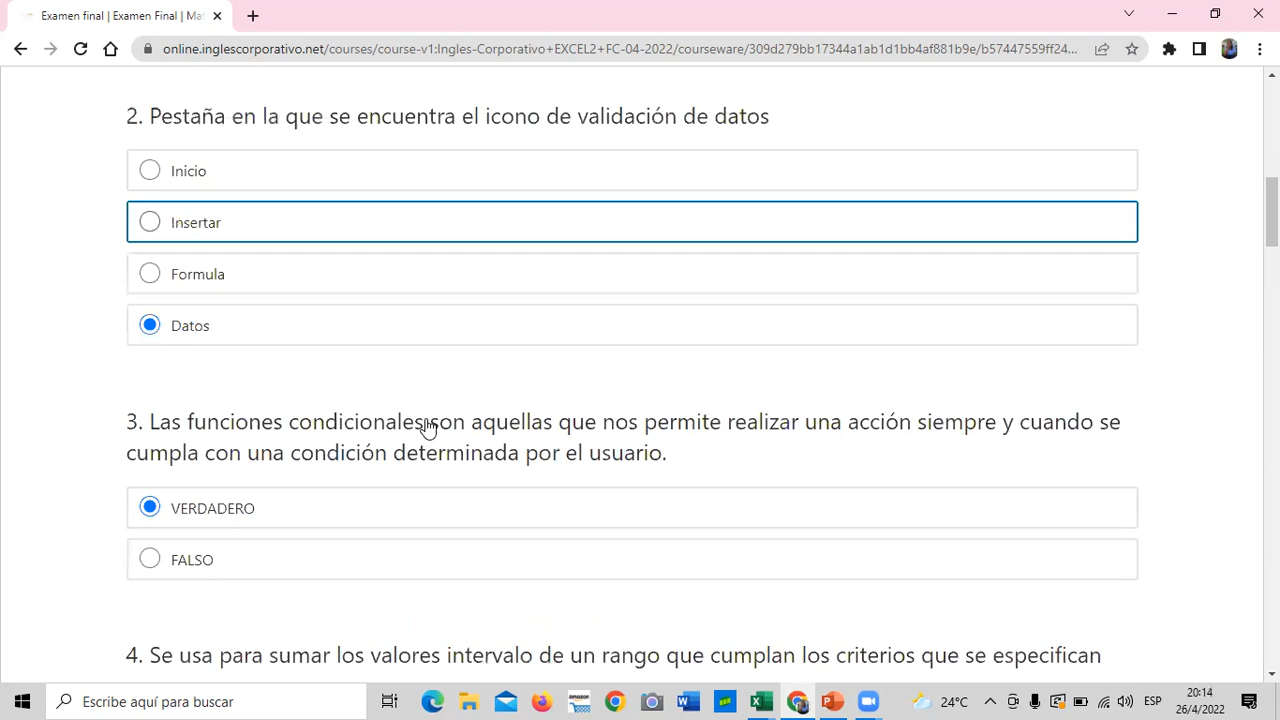 Examen final | Examen Final | Ma
online.inglescorporativo.net/courses/course-v1:Ingles-Corporativo+EXCEL2+FC-04-2022/courseware/309d279bb17344a1ab1d1bb4af881b9e/b57447559ff24...
2. Pestaña en la que se encuentra el icono de validación de datos
Inicio
Insertar
Formula
Datos
3. Las funciones condicionales son aquellas que nos permite realizar una acción siempre y cuando se
cumpla con una condición determinada por el usuario.
VERDADERO
FALSO
4. Se usa para sumar los valores intervalo de un rango que cumplan los criterios que se especifican
Escribe aquí para buscar
amazon
24°C
ESP
20:14
26/4/2022